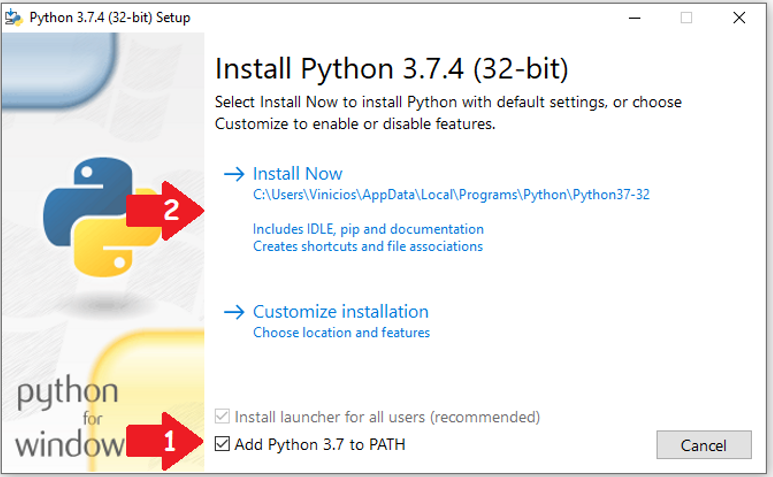 Python 3.7.4 (32-bit) Setup
Install Python 3.7.4 (32-bit)
Select Install Now to install Python with default settings, or choose
Customize to enable or disable features.
Install Now
C:\Users\Vinicios\AppData\Local\Programs\Python\Python37-32
2
Includes IDLE, pip and documentation
Creates shortcuts and file associations
Customize installation
Choose location and features
python
for
window
Install launcher for all users (recommended)
1
Add Python 3.7 to PATH
Cancel